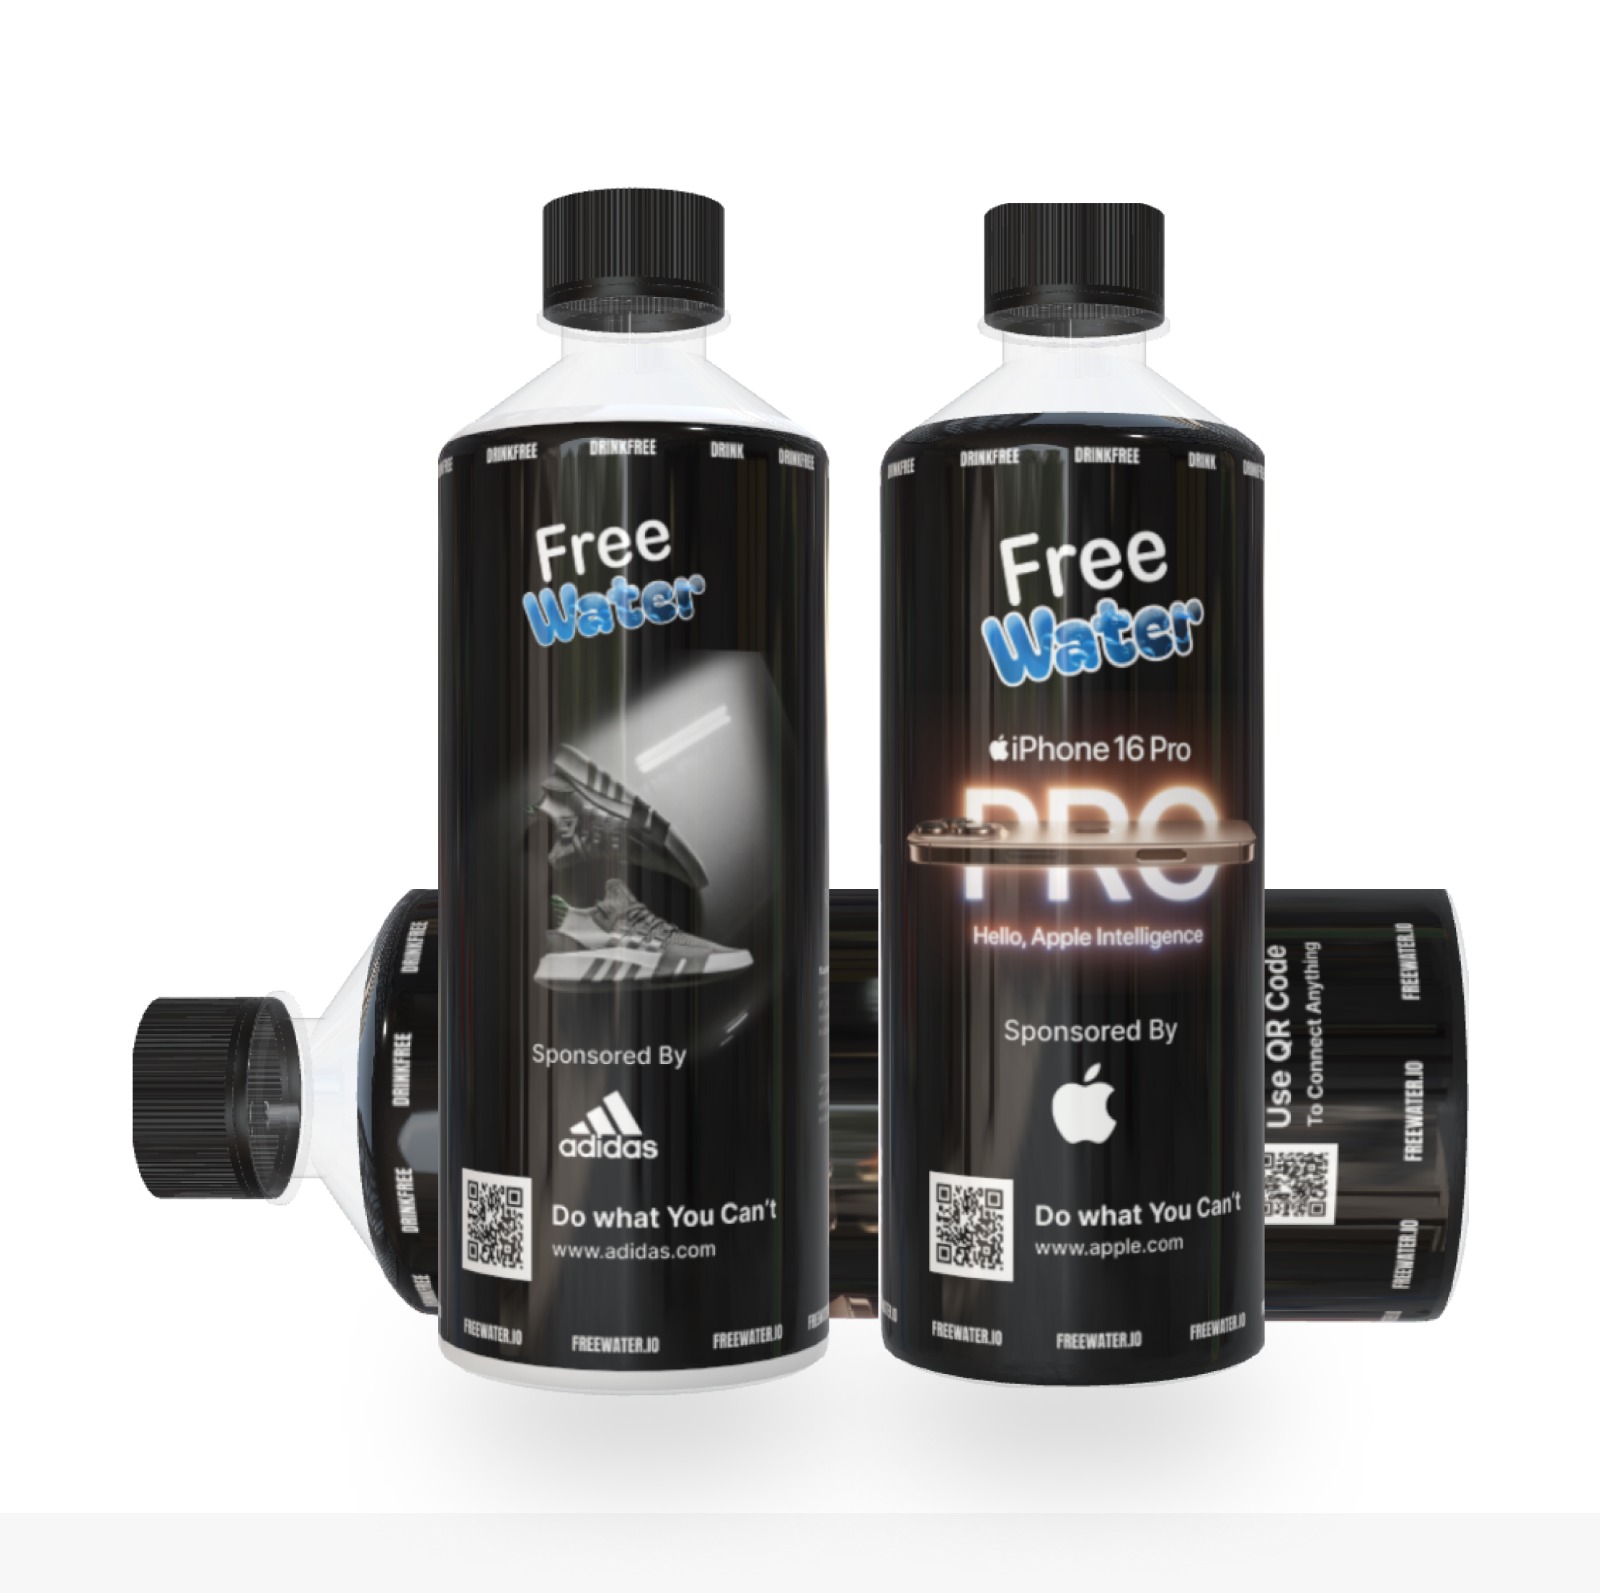 DRINKFREE DRINKFREE DRINK DRINKFREE
Free
Water
Sponsored By
adidas
Do what You Can't
www.adidas.com
FREEWATER.IO FREEWATER.IO FREEWATER.IO
DRINKFREE DRINKFREE DRINK
Free
Water
iPhone 16 Pro
PRO
Hello, Apple Intelligence
Sponsored By
Do what You Can't
www.apple.com
FREEWATER.IO FREEWATER.IO FREEWATER.IO
DRINKFREE DRINKFREE DRINKFREE
Use QR Code
To Connect Anything
FREEWATER.IO FREEWATER.IO FREEWATER.IO